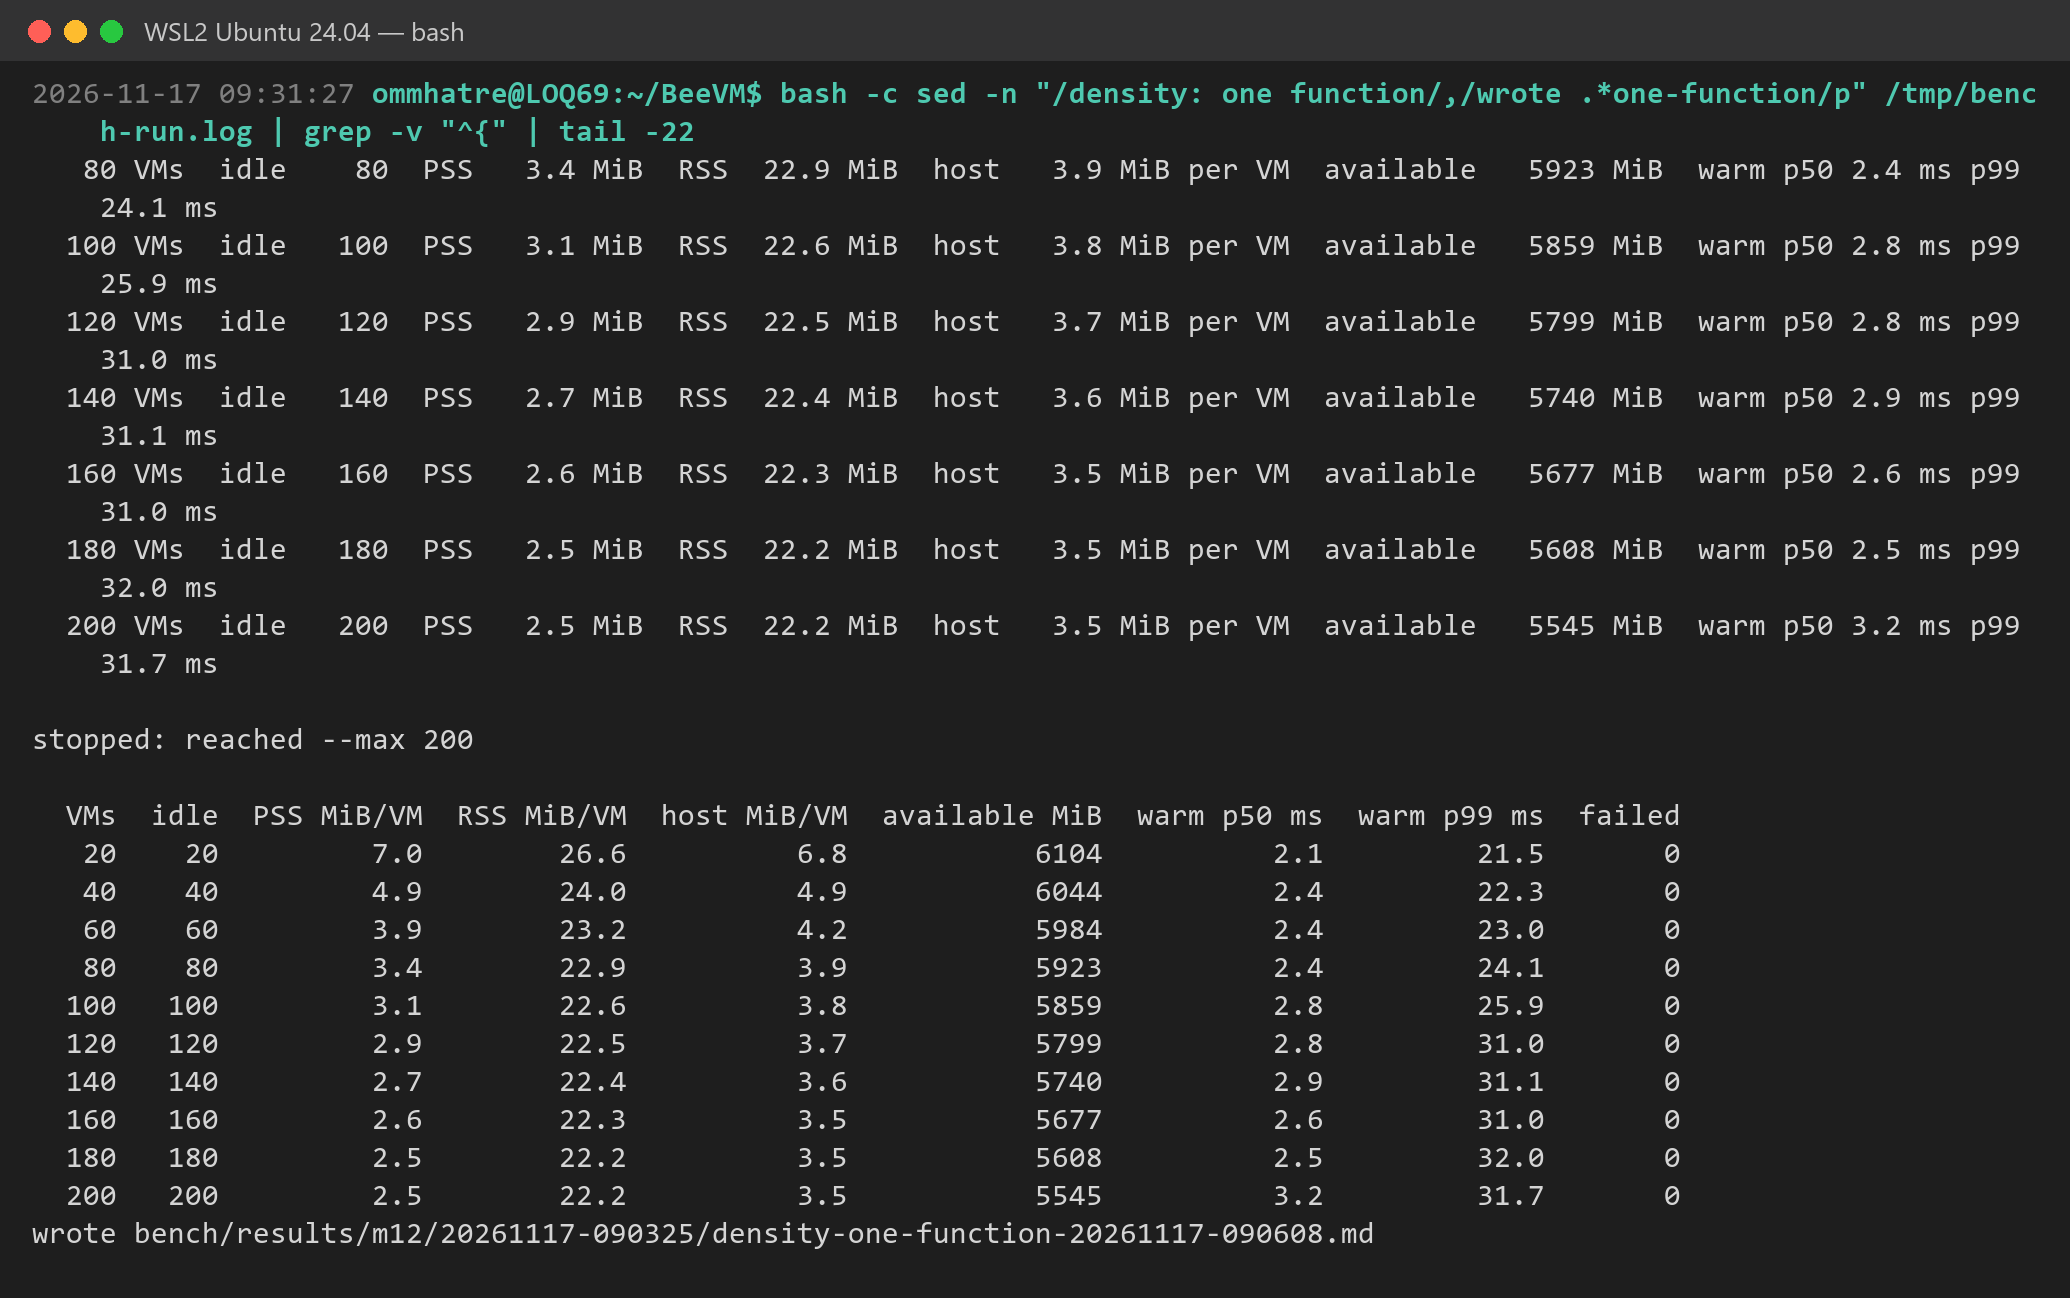 WSL2 Ubuntu 24.04 — bash
2026-11-17 09:31:27 ommhatre@LOQ69:~/BeeVM$ bash -c sed -n "/density: one function/,/wrote .*one-function/p" /tmp/benc
h-run.log | grep -v "^{" | tail -22
80 VMs  idle    80  PSS   3.4 MiB  RSS  22.9 MiB  host   3.9 MiB per VM  available   5923 MiB  warm p50 2.4 ms p99
24.1 ms
100 VMs  idle   100  PSS   3.1 MiB  RSS  22.6 MiB  host   3.8 MiB per VM  available   5859 MiB  warm p50 2.8 ms p99
25.9 ms
120 VMs  idle   120  PSS   2.9 MiB  RSS  22.5 MiB  host   3.7 MiB per VM  available   5799 MiB  warm p50 2.8 ms p99
31.0 ms
140 VMs  idle   140  PSS   2.7 MiB  RSS  22.4 MiB  host   3.6 MiB per VM  available   5740 MiB  warm p50 2.9 ms p99
31.1 ms
160 VMs  idle   160  PSS   2.6 MiB  RSS  22.3 MiB  host   3.5 MiB per VM  available   5677 MiB  warm p50 2.6 ms p99
31.0 ms
180 VMs  idle   180  PSS   2.5 MiB  RSS  22.2 MiB  host   3.5 MiB per VM  available   5608 MiB  warm p50 2.5 ms p99
32.0 ms
200 VMs  idle   200  PSS   2.5 MiB  RSS  22.2 MiB  host   3.5 MiB per VM  available   5545 MiB  warm p50 3.2 ms p99
31.7 ms
stopped: reached --max 200
VMs  idle  PSS MiB/VM  RSS MiB/VM  host MiB/VM  available MiB  warm p50 ms  warm p99 ms  failed
20    20         7.0        26.6          6.8           6104          2.1         21.5       0
40    40         4.9        24.0          4.9           6044          2.4         22.3       0
60    60         3.9        23.2          4.2           5984          2.4         23.0       0
80    80         3.4        22.9          3.9           5923          2.4         24.1       0
100   100         3.1        22.6          3.8           5859          2.8         25.9       0
120   120         2.9        22.5          3.7           5799          2.8         31.0       0
140   140         2.7        22.4          3.6           5740          2.9         31.1       0
160   160         2.6        22.3          3.5           5677          2.6         31.0       0
180   180         2.5        22.2          3.5           5608          2.5         32.0       0
200   200         2.5        22.2          3.5           5545          3.2         31.7       0
wrote bench/results/m12/20261117-090325/density-one-function-20261117-090608.md